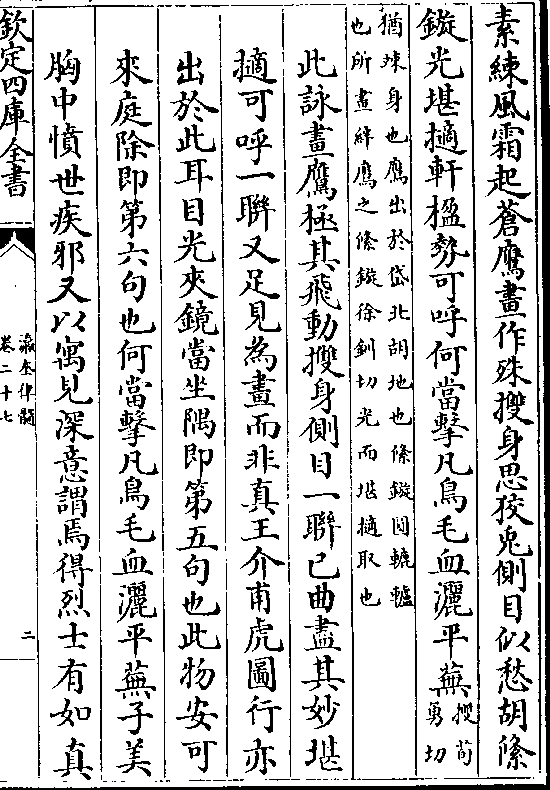 素練風霜起蒼鷹畫作殊㩳身思狡兎側目似愁胡絛
鏇光堪擿軒楹勢可呼何當擊凡鳥毛血灑平蕪㩳荀
勇切
猶竦身也鷹出於岱北胡地也絛鏇圓轆轤
也所畫絆鷹之絛鏇徐釧切光而堪擿取也
此詠畫鷹極其飛動㩳身側目一聯已曲盡其妙堪
擿可呼一聯又足見為畫而非真王介甫虎圖行亦
出於此耳目光夾鏡當坐隅即第五句也此物安可
來庭除即第六句也何當擊凡鳥毛血灑平蕪子美
胸中憤世疾邪又以寓見深意謂焉得烈士有如真
欽定四庫全書
瀛奎律髓
卷二十七
二